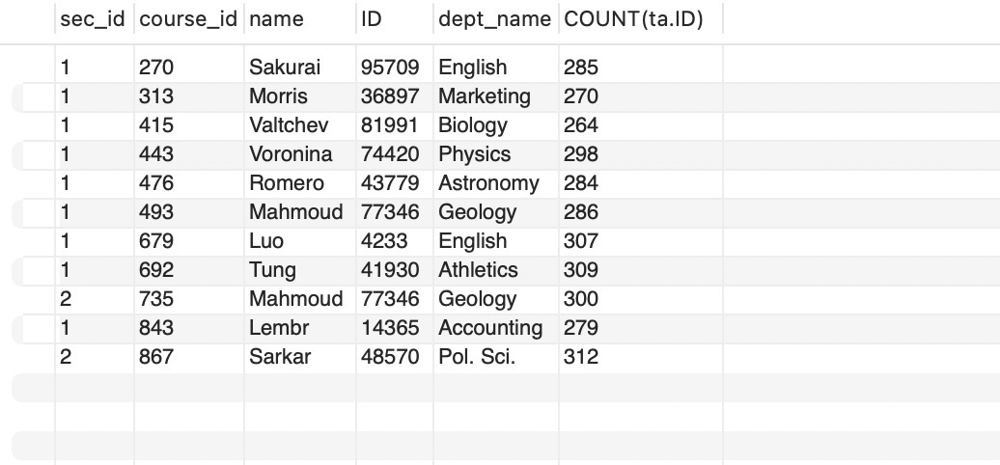 sec_id course_id name ID dept_name COUNT(ta.ID)
1 270 Sakurai 95709 English 285
1 313 Morris 36897 Marketing 270
1 415 Valtchev 81991 Biology 264
1 443 Voronina 74420 Physics 298
1 476 Romero 43779 Astronomy 284
1 493 Mahmoud 77346 Geology 286
1 679 Luo 4233 English 307
1 692 Tung 41930 Athletics 309
2 735 Mahmoud 77346 Geology 300
1 843 Lembr 14365 Accounting 279
2 867 Sarkar 48570 Pol. Sci. 312